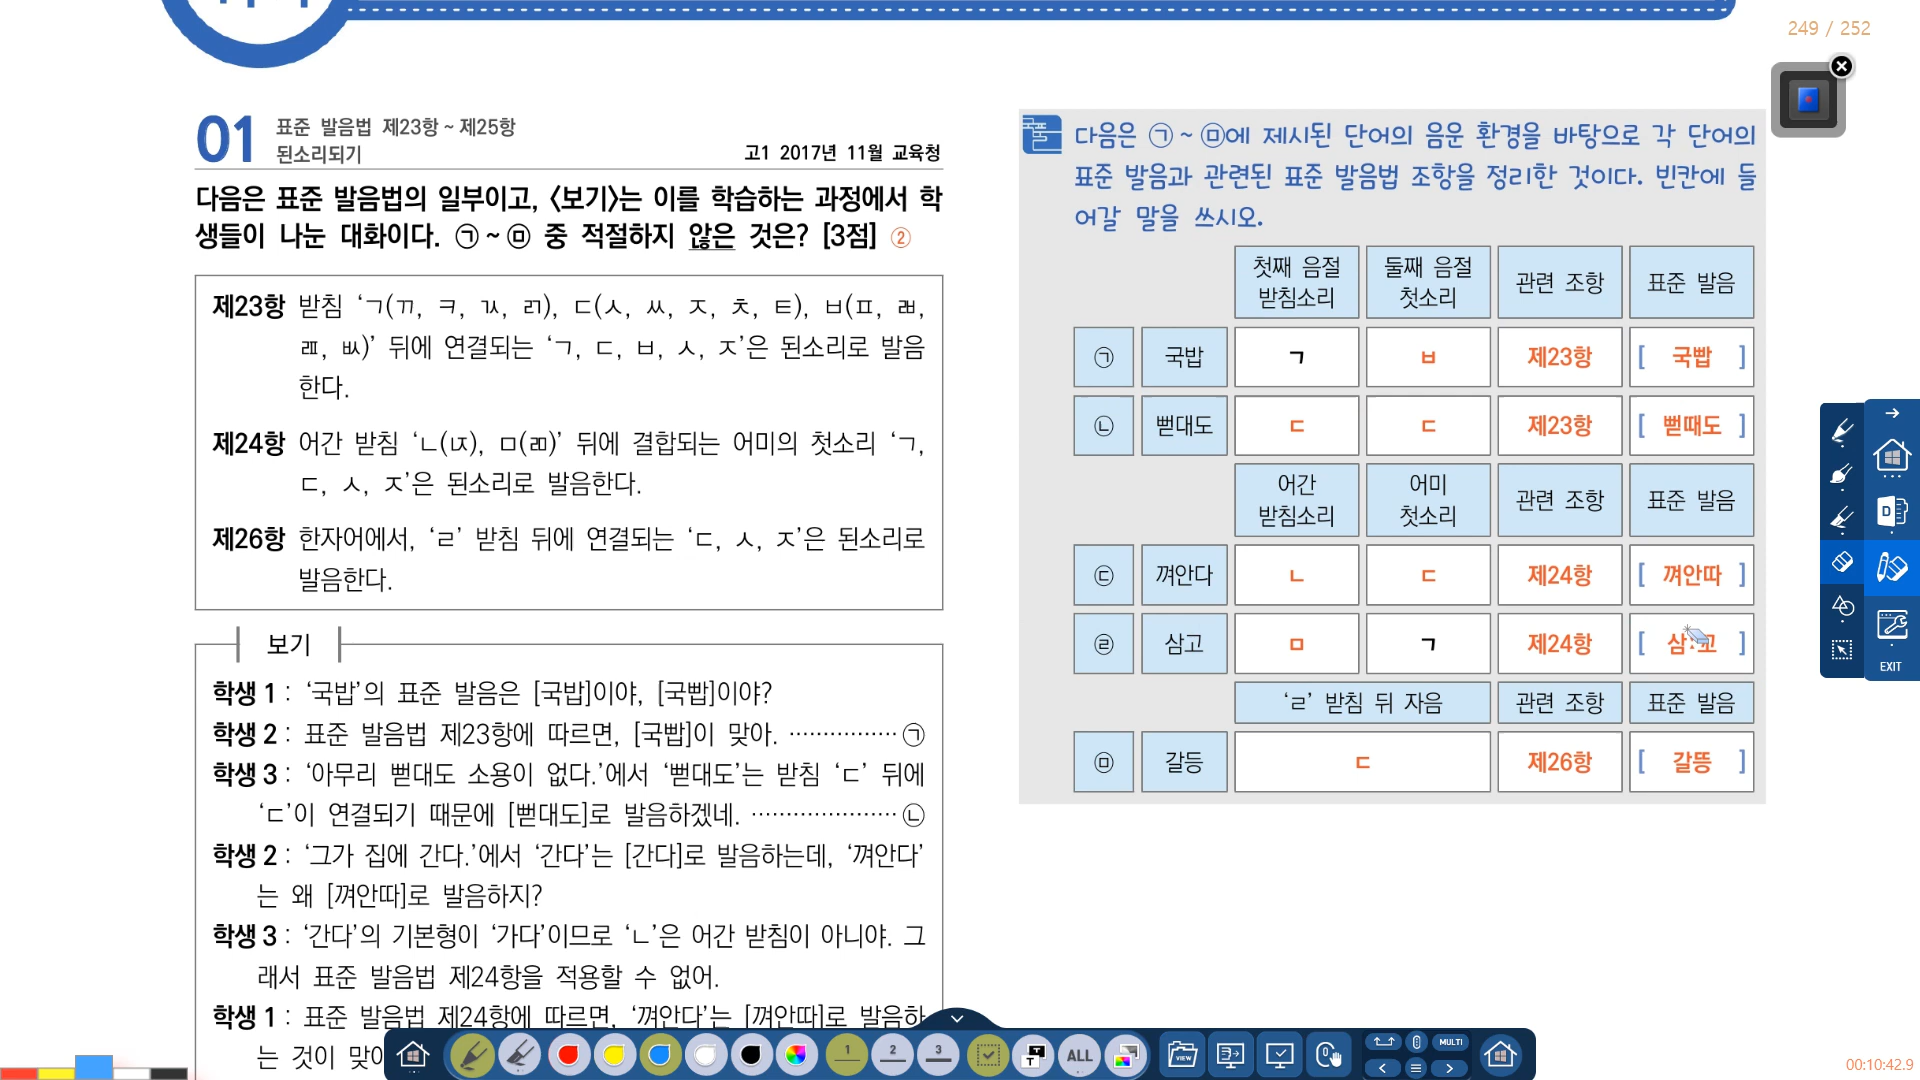 249 / 252
01 표준 발음법 제23항 ~ 제25항
된소리되기
고1 2017년 11월 교육청
다음은 표준 발음법의 일부이고, 〈보기〉는 이를 학습하는 과정에서 학
생들이 나눈 대화이다. ㉠ ~ ㉤ 중 적절하지 않은 것은? [3점] ②
제23항 받침 ‘ㄱ(ㄲ, ㅋ, ㄳ, ㄺ), ㄷ(ㅅ, ㅆ, ㅈ, ㅊ, ㅌ), ㅂ(ㅍ, ㄼ,
ㄿ, ㅄ)’ 뒤에 연결되는 ‘ㄱ, ㄷ, ㅂ, ㅅ, ㅈ’은 된소리로 발음
한다.
제24항 어간 받침 ‘ㄴ(ㄵ), ㅁ(ㄻ)’ 뒤에 결합되는 어미의 첫소리 ‘ㄱ,
ㄷ, ㅅ, ㅈ’은 된소리로 발음한다.
제26항 한자어에서, ‘ㄹ’ 받침 뒤에 연결되는 ‘ㄷ, ㅅ, ㅈ’은 된소리로
발음한다.
보기
학생 1 : ‘국밥’의 표준 발음은 [국밥]이야, [국빱]이야?
학생 2 : 표준 발음법 제23항에 따르면, [국빱]이 맞아. ················ ㉠
학생 3 : ‘아무리 뻗대도 소용이 없다.’에서 ‘뻗대도’는 받침 ‘ㄷ’ 뒤에
‘ㄷ’이 연결되기 때문에 [뻗대도]로 발음하겠네. ····················· ㉡
학생 2 : ‘그가 집에 간다.’에서 ‘간다’는 [간다]로 발음하는데, ‘껴안다’
는 왜 [껴안따]로 발음하지?
학생 3 : ‘간다’의 기본형이 ‘가다’이므로 ‘ㄴ’은 어간 받침이 아니야. 그
래서 표준 발음법 제24항을 적용할 수 없어.
학생 1 : 표준 발음법 제24항에 따르면, ‘껴안다’는 [껴안따]로 발음하
는 것이 맞아
다음은 ㉠ ~ ㉤에 제시된 단어의 음운 환경을 바탕으로 각 단어의
표준 발음과 관련된 표준 발음법 조항을 정리한 것이다. 빈칸에 들
어갈 말을 쓰시오.
첫째 음절 받침소리 둘째 음절 첫소리 관련 조항 표준 발음
㉠ 국밥 ㄱ ㅂ 제23항 [ 국빱 ]
㉡ 뻗대도 ㄷ ㄷ 제23항 [ 뻗때도 ]
어간 받침소리 어미 첫소리 관련 조항 표준 발음
㉢ 껴안다 ㄴ ㄷ 제24항 [ 껴안따 ]
㉣ 삼고 ㅁ ㄱ 제24항
‘ㄹ’ 받침 뒤 자음 관련 조항 표준 발음
㉤ 갈등 ㄷ 제26항 [ 갈뜽 ]
EXIT
1 2 3 ALL VIEW MULTI
00:10:42.9